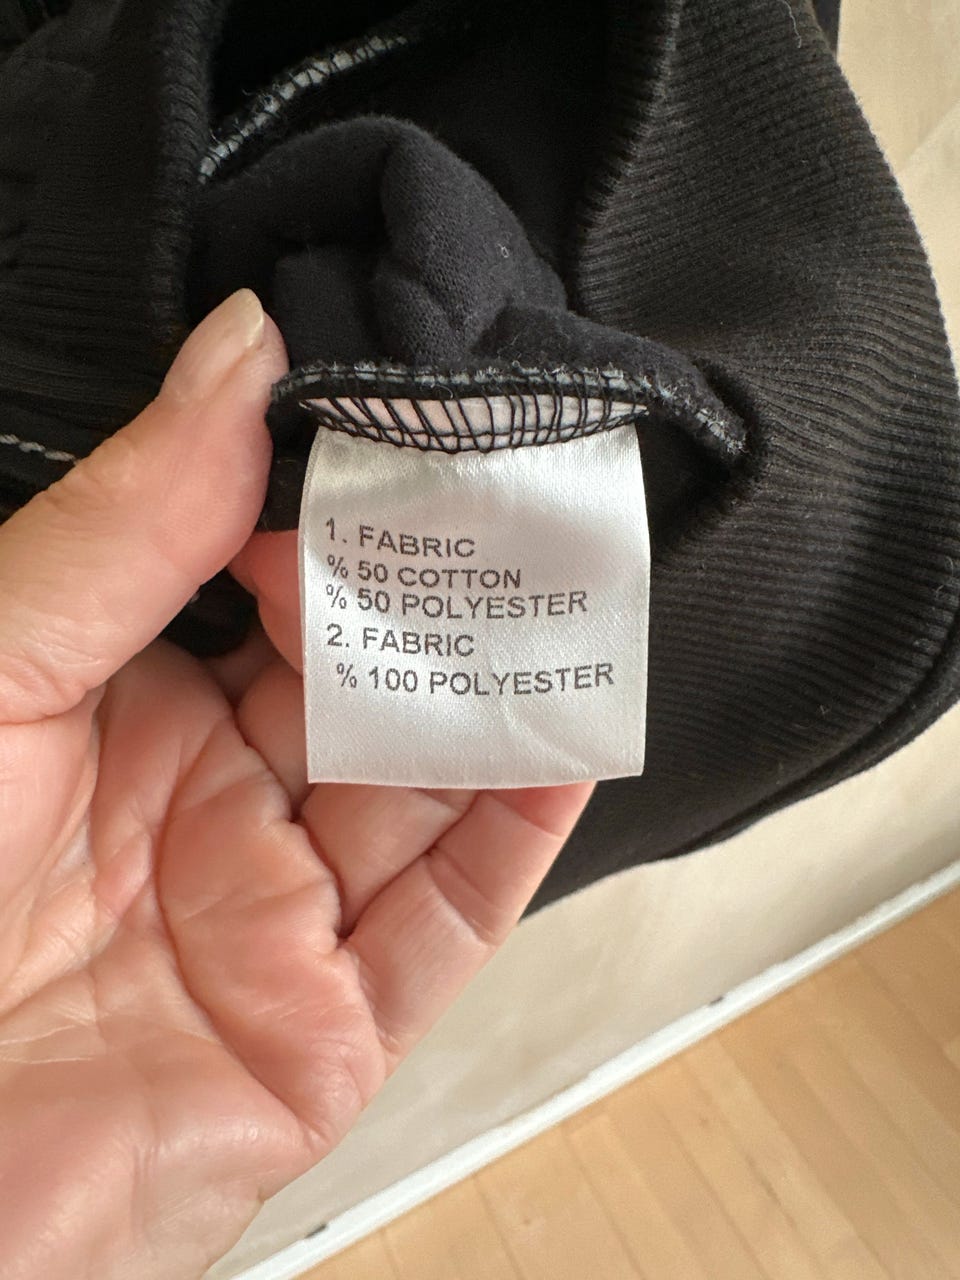 1. FABRIC
% 50 COTTON
% 50 POLYESTER
2. FABRIC
% 100 POLYESTER